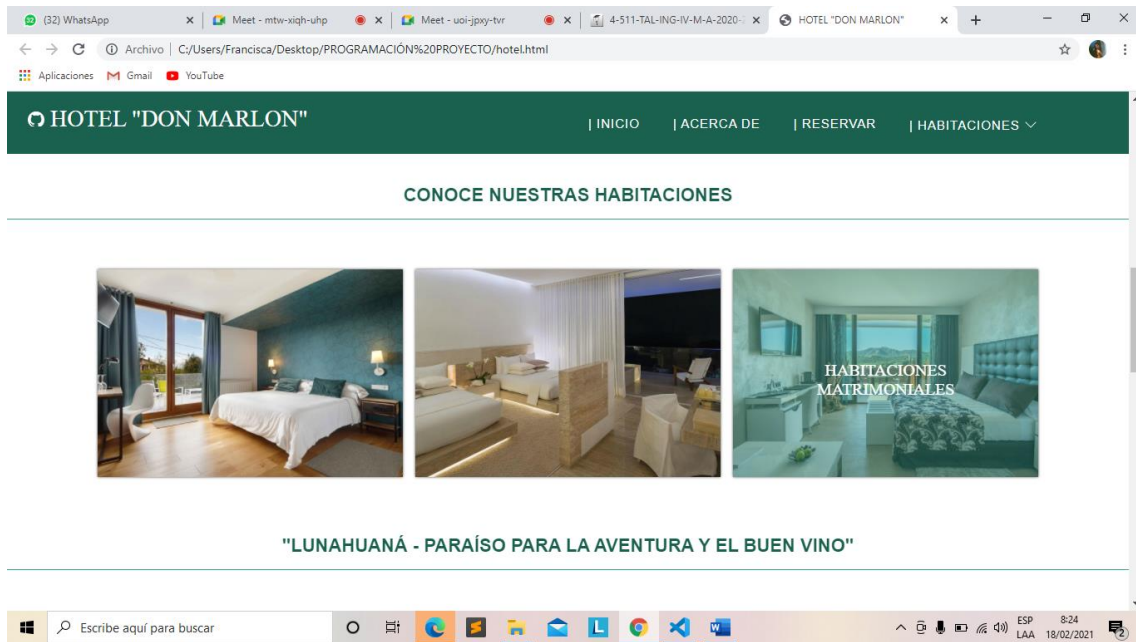 (32) WhatsApp
Meet - mtw-xiqh-uhp
Meet - uoi-jpxy-tvr
4-511-TAL-ING-IV-M-A-2020-
HOTEL "DON MARLON"
Archivo | C:/Users/Francisca/Desktop/PROGRAMACIÓN%20PROYECTO/hotel.html
Aplicaciones Gmail YouTube
HOTEL "DON MARLON"
| INICIO | ACERCA DE | RESERVAR | HABITACIONES
CONOCE NUESTRAS HABITACIONES
HABITACIONES
MATRIMONIALES
"LUNAHUANÁ - PARAÍSO PARA LA AVENTURA Y EL BUEN VINO"
Escribe aquí para buscar
ESP
LAA
8:24
18/02/2021
2